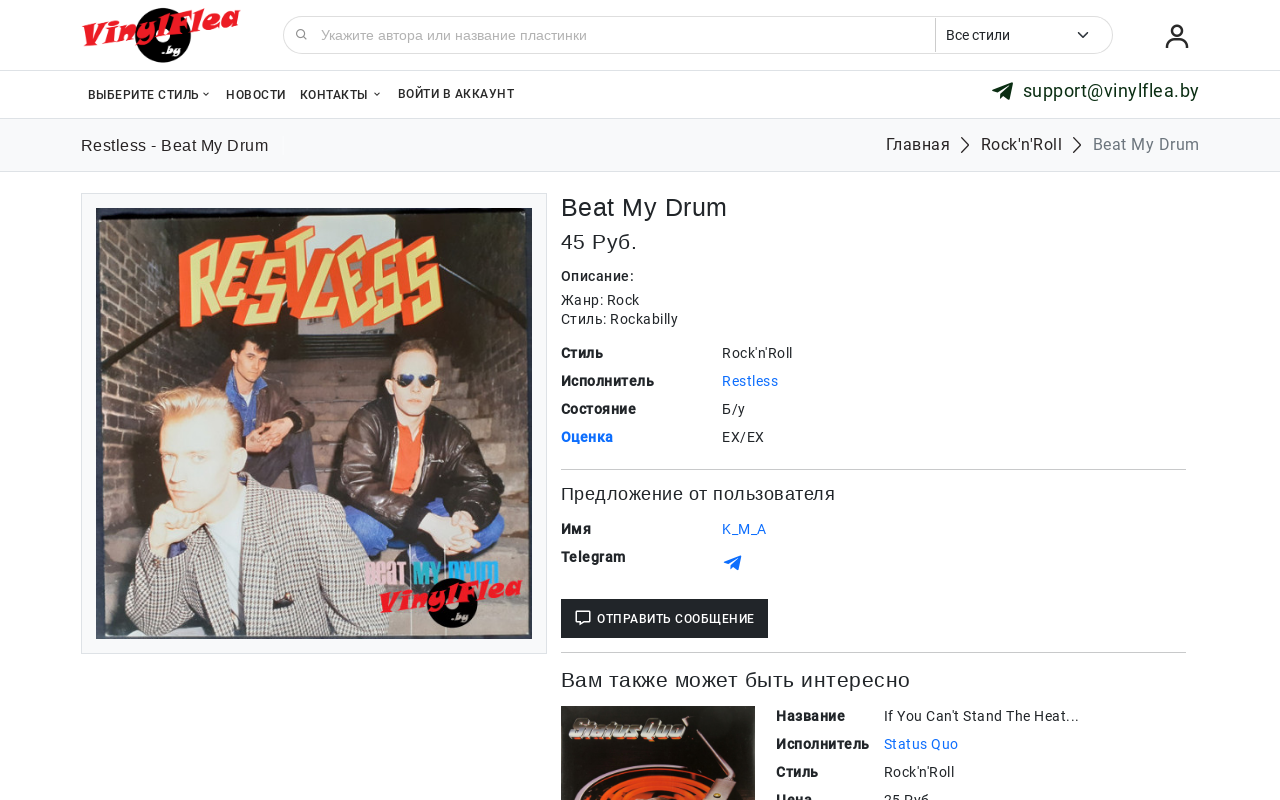 VinylFlea
.by
Укажите автора или название пластинки
Все стили
ВЫБЕРИТЕ СТИЛЬ
НОВОСТИ
КОНТАКТЫ
ВОЙТИ В АККАУНТ
support@vinylflea.by
Restless - Beat My Drum
Главная
Rock'n'Roll
Beat My Drum
RESTLESS
BEAT MY DRUM
VinylFlea
.by
Beat My Drum
45 Руб.
Описание:
Жанр: Rock
Стиль: Rockabilly
Стиль Rock'n'Roll
Исполнитель Restless
Состояние Б/у
Оценка EX/EX
Предложение от пользователя
Имя K_M_A
Telegram
ОТПРАВИТЬ СООБЩЕНИЕ
Вам также может быть интересно
Status Quo
Название If You Can't Stand The Heat...
Исполнитель Status Quo
Стиль Rock'n'Roll
Цена 25 Руб.